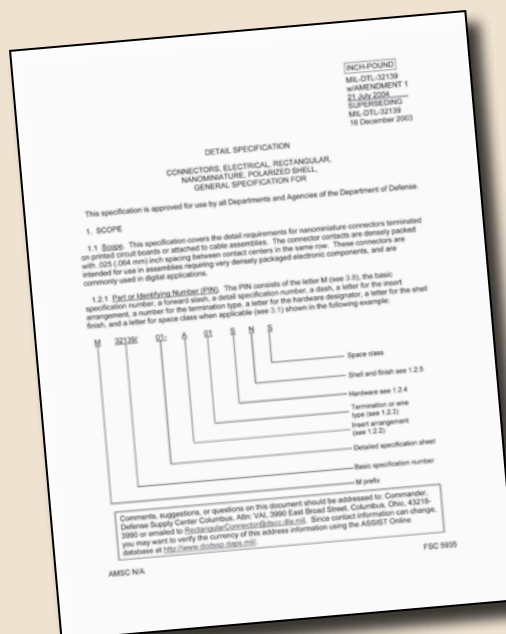 INCH-POUND
MIL-DTL-32139
w/AMENDMENT 1
21 July 2004
SUPERSEDING
MIL-DTL-32139
16 December 2003
DETAIL SPECIFICATION
CONNECTORS, ELECTRICAL, RECTANGULAR,
NANOMINIATURE, POLARIZED SHELL,
GENERAL SPECIFICATION FOR
This specification is approved for use by all Departments and Agencies of the Department of Defense.
1. SCOPE
1.1 Scope. This specification covers the detail requirements for nanominiature connectors terminated
on printed circuit boards or attached to cable assemblies. The connector contacts are densely packed
with .025 (.064 mm) inch spacing between contact centers in the same row. These connectors are
intended for use in assemblies requiring very densely packaged electronic components, and are
commonly used in digital applications.
1.2.1 Part or Identifying Number (PIN). The PIN consists of the letter M (see 3.8), the basic
specification number, a forward slash, a detail specification number, a dash, a letter for the insert
arrangement, a number for the termination type, a letter for the hardware designator, a letter for the shell
finish, and a letter for space class when applicable (see 3.1) shown in the following example:
M 32139/ 01- A 01 S N S
Space class
Shell and finish see 1.2.5
Hardware see 1.2.4
Termination or wire
type (see 1.2.3)
Insert arrangement
(see 1.2.2)
Detailed specification sheet
Basic specification number
M prefix
Comments, suggestions, or questions on this document should be addressed to: Commander,
Defense Supply Center Columbus, Attn: VAI, 3990 East Broad Street, Columbus, Ohio, 43218-
3990 or emailed to RectangularConnector@dscc.dla.mil. Since contact information can change,
you may want to verify the currency of this address information using the ASSIST Online
database at http://www.dodssp.daps.mil/.
AMSC N/A
FSC 5935